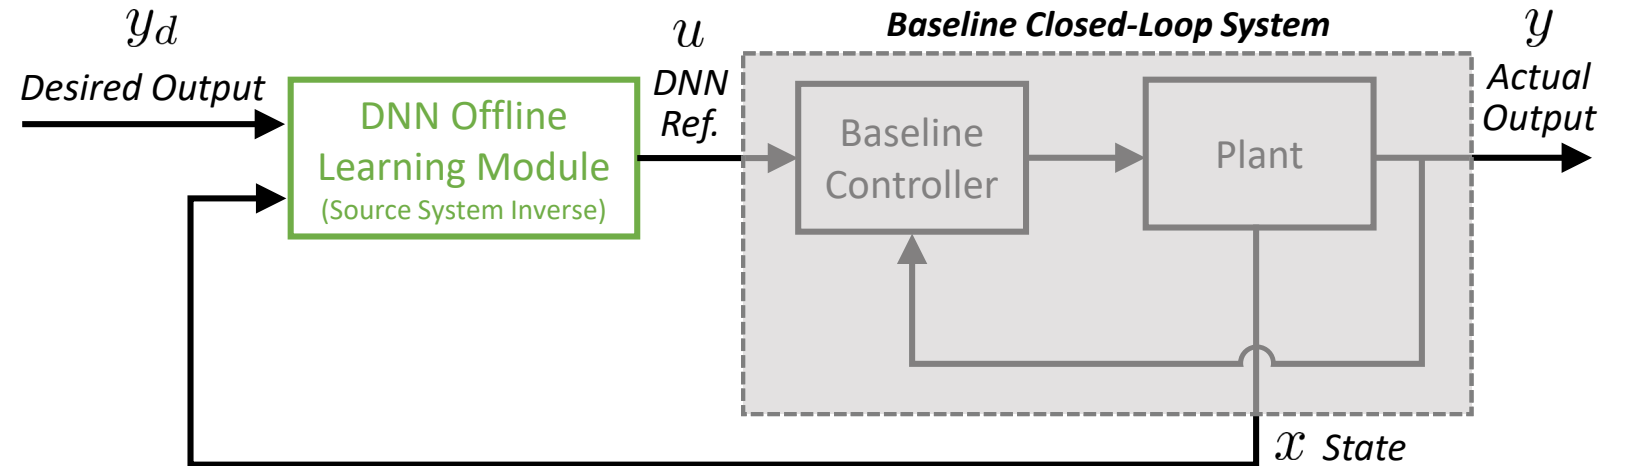 y_d
Desired Output
DNN Offline
Learning Module
(Source System Inverse)
u
DNN
Ref.
Baseline Closed-Loop System
Baseline
Controller
Plant
y
Actual
Output
x State